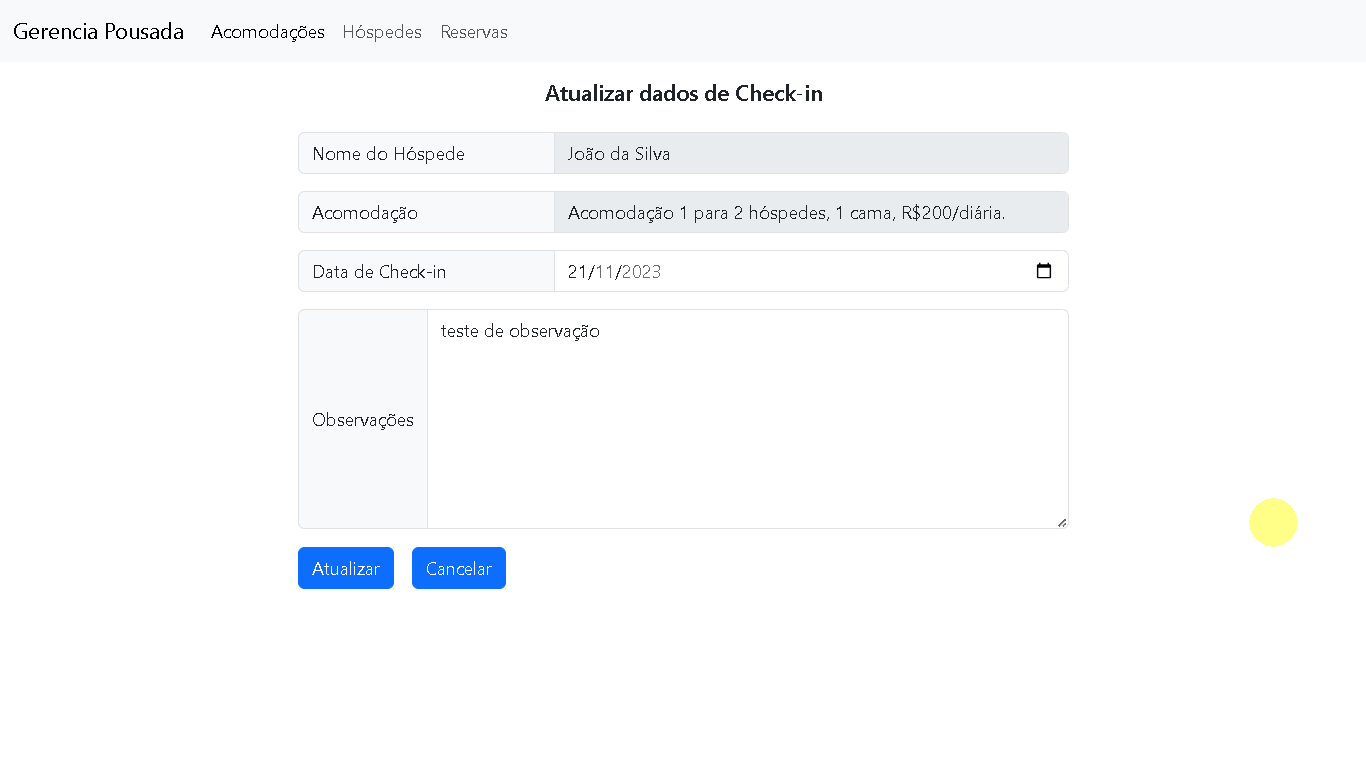 Gerencia Pousada Acomodações Hóspedes Reservas
Atualizar dados de Check-in
Nome do Hóspede João da Silva
Acomodação Acomodação 1 para 2 hóspedes, 1 cama, R$200/diária.
Data de Check-in 21/11/2023
teste de observação
Observações
Atualizar Cancelar